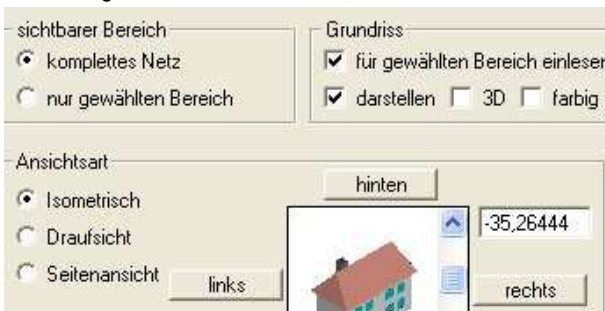 sichtbarer Bereich
komplettes Netz
nur gewählten Bereich
Grundriss
für gewählten Bereich einlesen
darstellen 3D farbig
Ansichtsart
Isometrisch
Draufsicht
Seitenansicht
hinten
-35,26444
links
rechts